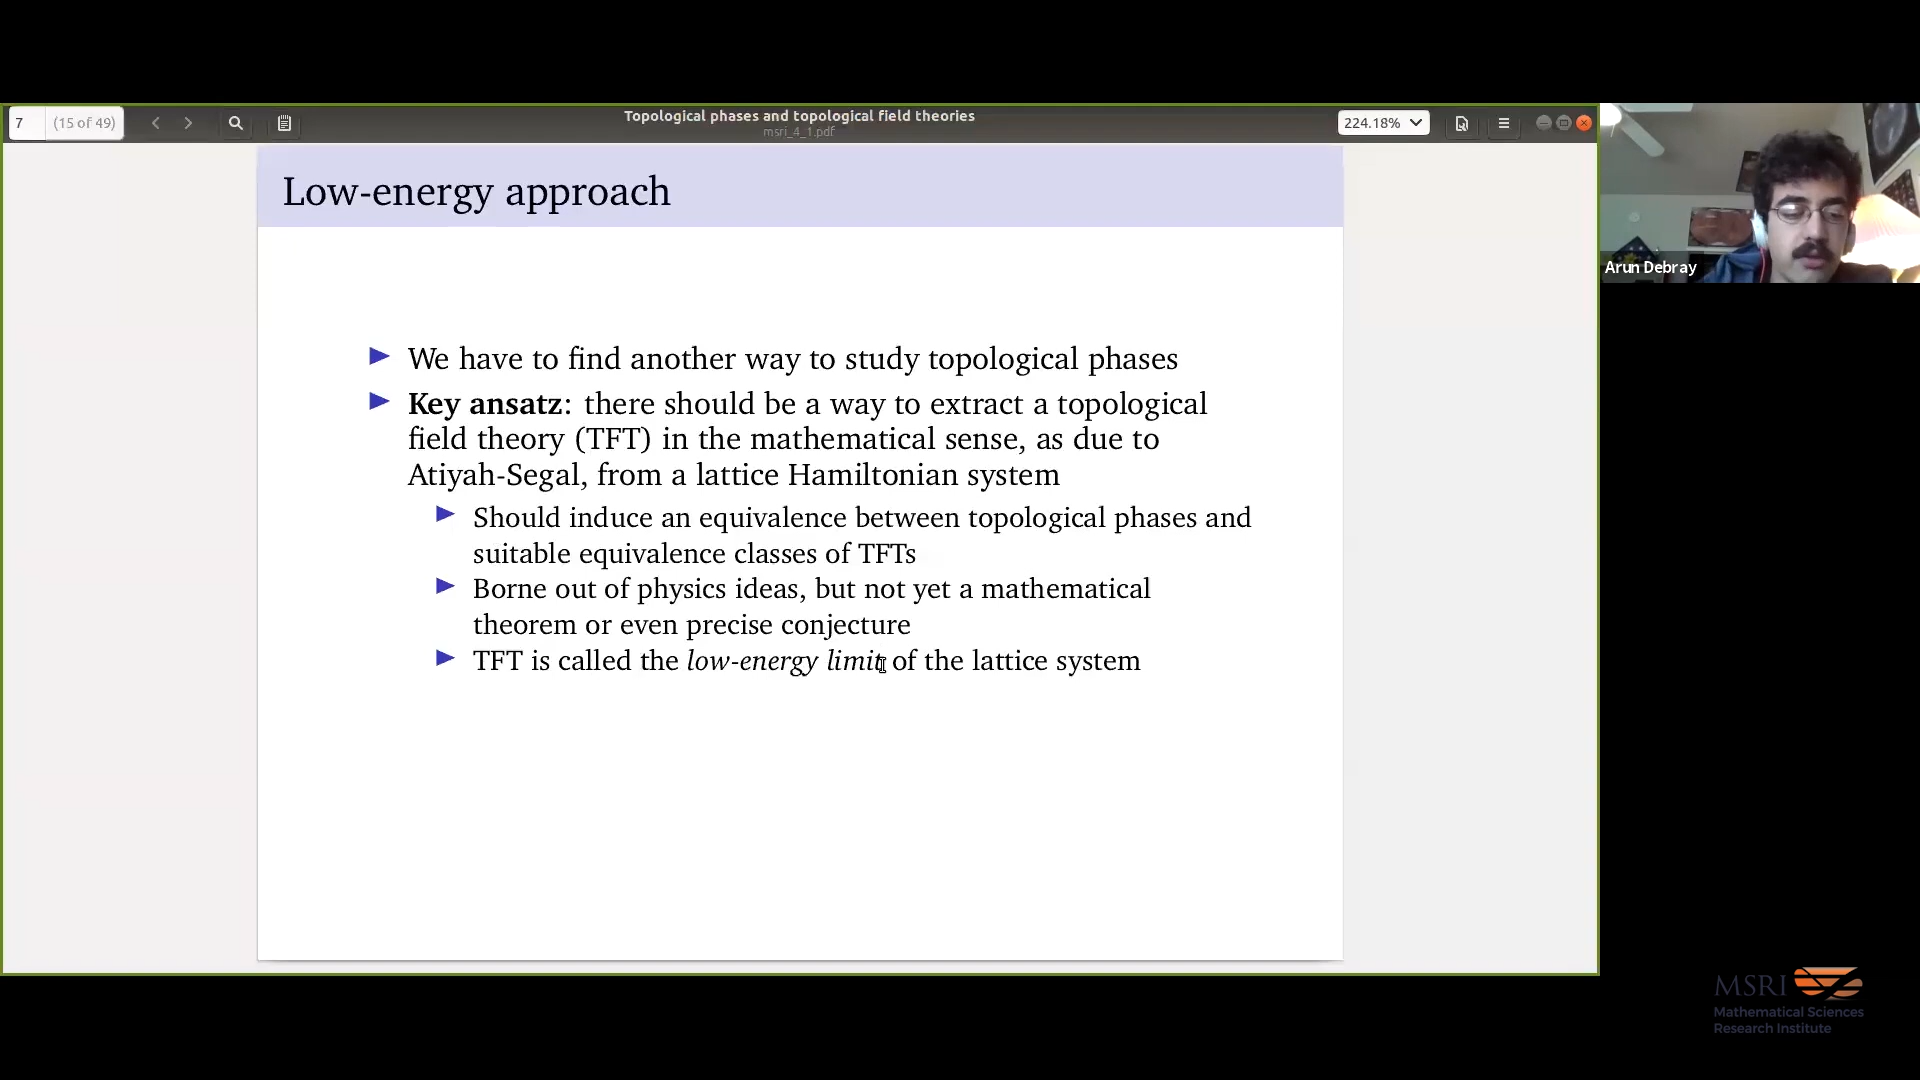 7 (15 of 49)
Topological phases and topological field theories
msri_4_1.pdf
224.18%
Low-energy approach
We have to find another way to study topological phases
Key ansatz: there should be a way to extract a topological
field theory (TFT) in the mathematical sense, as due to
Atiyah-Segal, from a lattice Hamiltonian system
Should induce an equivalence between topological phases and
suitable equivalence classes of TFTs
Borne out of physics ideas, but not yet a mathematical
theorem or even precise conjecture
TFT is called the low-energy limit of the lattice system
Arun Debray
MSRI
Mathematical Sciences
Research Institute